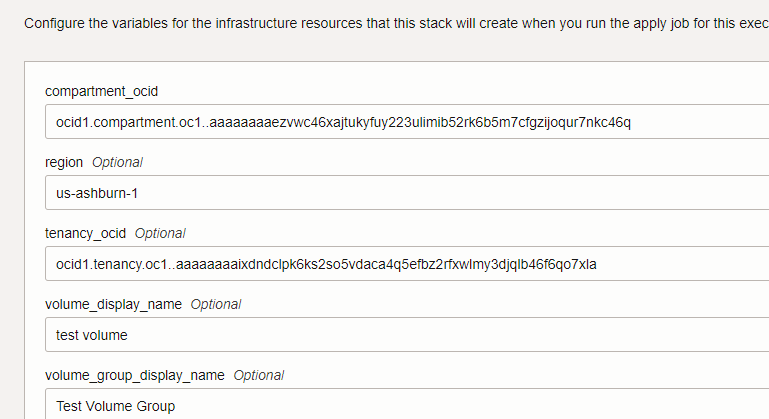 Configure the variables for the infrastructure resources that this stack will create when you run the apply job for this exec
compartment_ocid
ocid1.compartment.oc1..aaaaaaaaezvwc46xajtukyfuy223ulimib52rk6b5m7cfgzijoqur7nkc46q
region Optional
us-ashburn-1
tenancy_ocid Optional
ocid1.tenancy.oc1..aaaaaaaaixdndclpk6ks2so5vdaca4q5efbz2rfxwlmy3djqlb46f6qo7xla
volume_display_name Optional
test volume
volume_group_display_name Optional
Test Volume Group